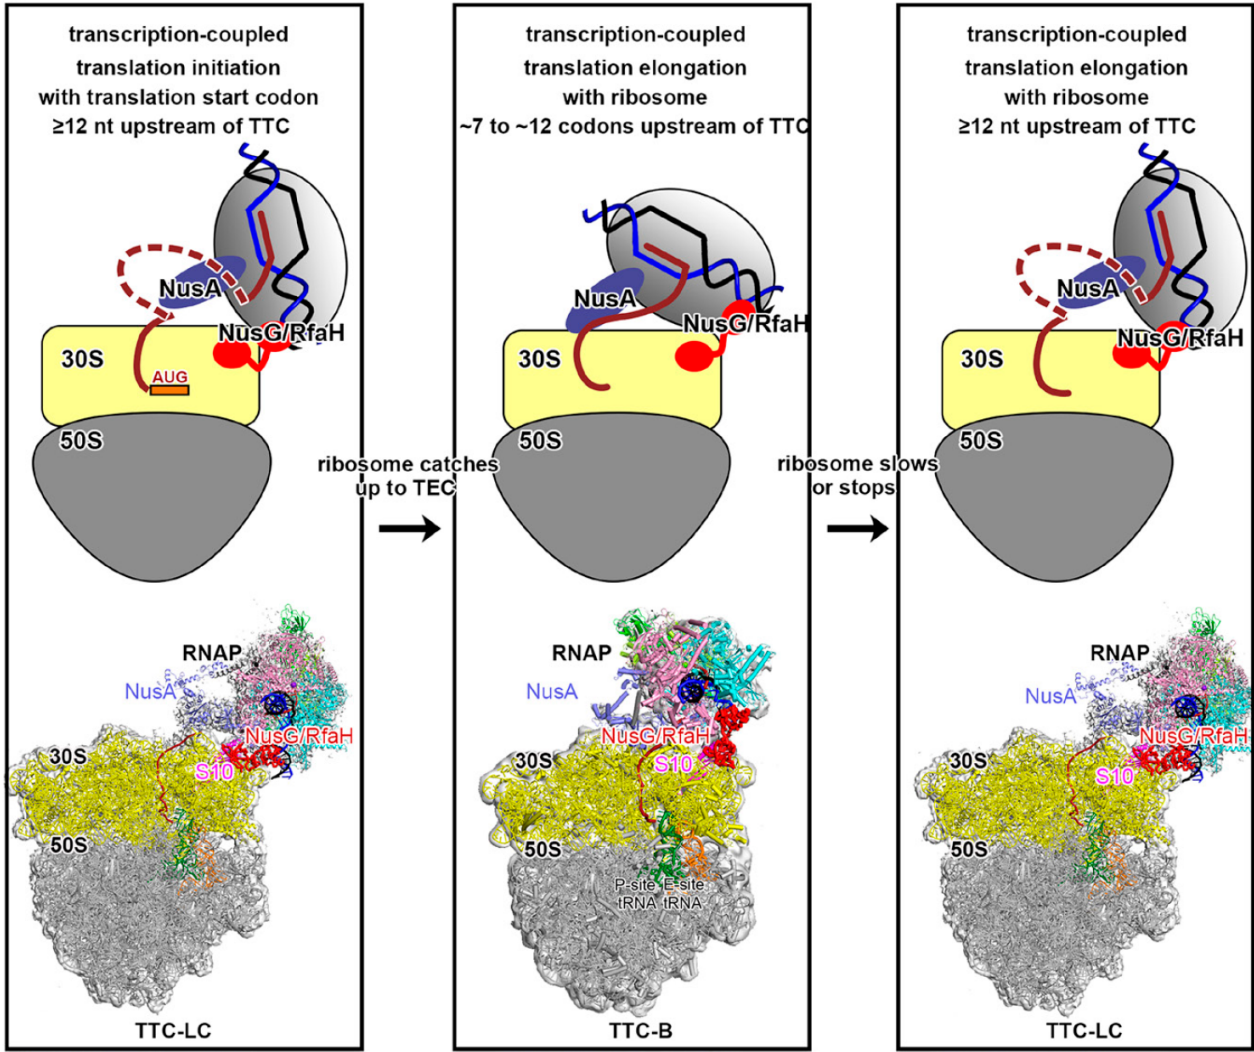 transcription-coupled
translation initiation
with translation start codon
≥12 nt upstream of TTC
NusA
NusG/RfaH
30S
AUG
50S
RNAP
NusA
NusG/RfaH
30S
S10
50S
TTC-LC
ribosome catches
up to TEC
transcription-coupled
translation elongation
with ribosome
~7 to ~12 codons upstream of TTC
NusA
NusG/RfaH
30S
50S
RNAP
NusA
NusG/RfaH
30S
S10
50S
P-site E-site
tRNA tRNA
TTC-B
ribosome slows
or stops
transcription-coupled
translation elongation
with ribosome
≥12 nt upstream of TTC
NusA
NusG/RfaH
30S
50S
RNAP
NusA
NusG/RfaH
30S
S10
50S
TTC-LC